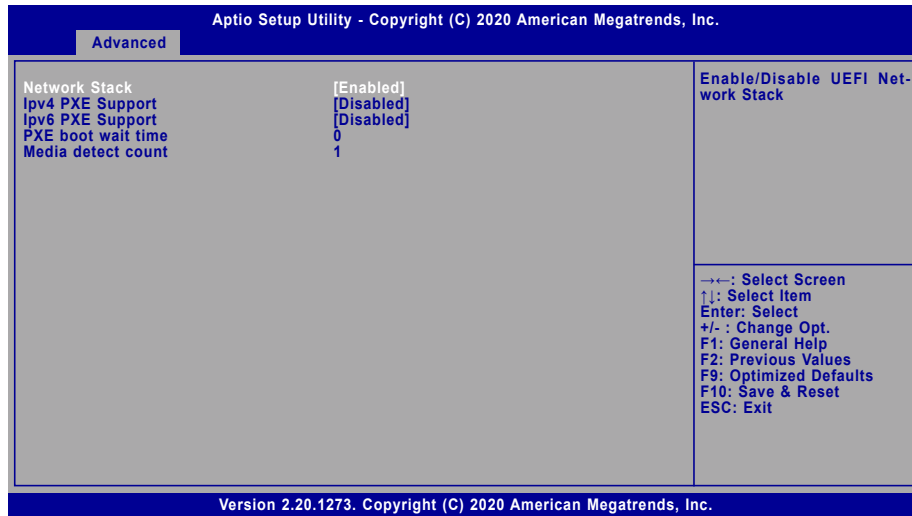 Aptio Setup Utility - Copyright (C) 2020 American Megatrends, Inc.
Advanced
Network Stack [Enabled]
Ipv4 PXE Support [Disabled]
Ipv6 PXE Support [Disabled]
PXE boot wait time 0
Media detect count 1
Enable/Disable UEFI Net-
work Stack
→←: Select Screen
↑↓: Select Item
Enter: Select
+/- : Change Opt.
F1: General Help
F2: Previous Values
F9: Optimized Defaults
F10: Save & Reset
ESC: Exit
Version 2.20.1273. Copyright (C) 2020 American Megatrends, Inc.